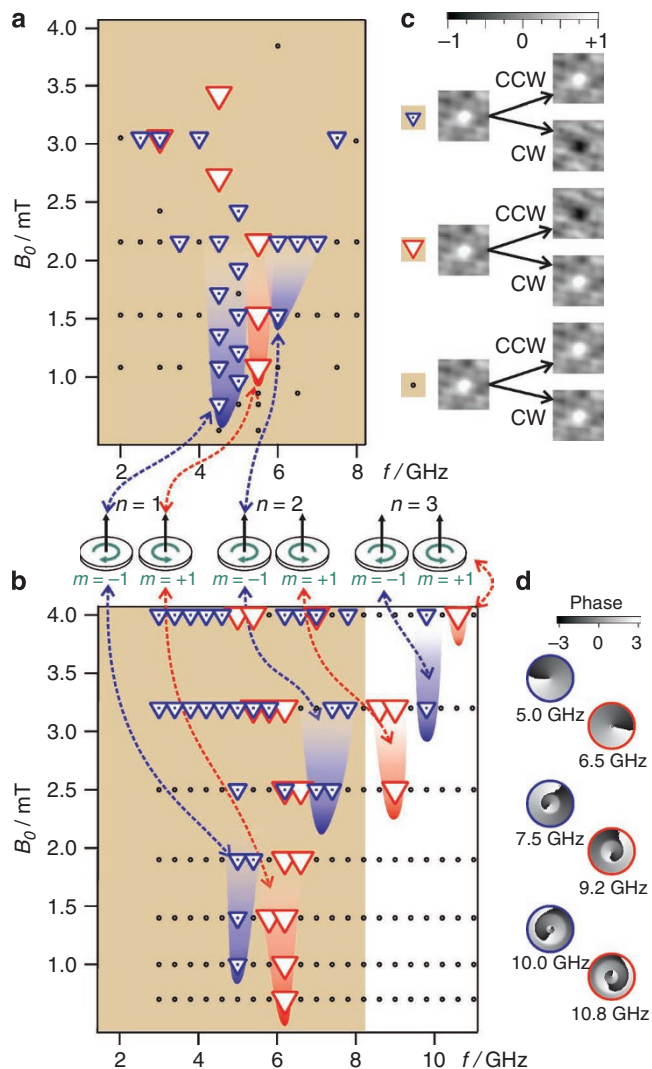 a
4.0
3.5
3.0
2.5
2.0
1.5
1.0
B0 / mT
2 4 6 8 f / GHz
c
−1 0 +1
CCW
CW
CCW
CW
CCW
CW
n = 1 n = 2 n = 3
m = −1 m = +1 m = −1 m = +1 m = −1 m = +1
b
4.0
3.5
3.0
2.5
2.0
1.5
1.0
B0 / mT
2 4 6 8 10 f / GHz
d
Phase
−3 0 3
5.0 GHz
6.5 GHz
7.5 GHz
9.2 GHz
10.0 GHz
10.8 GHz